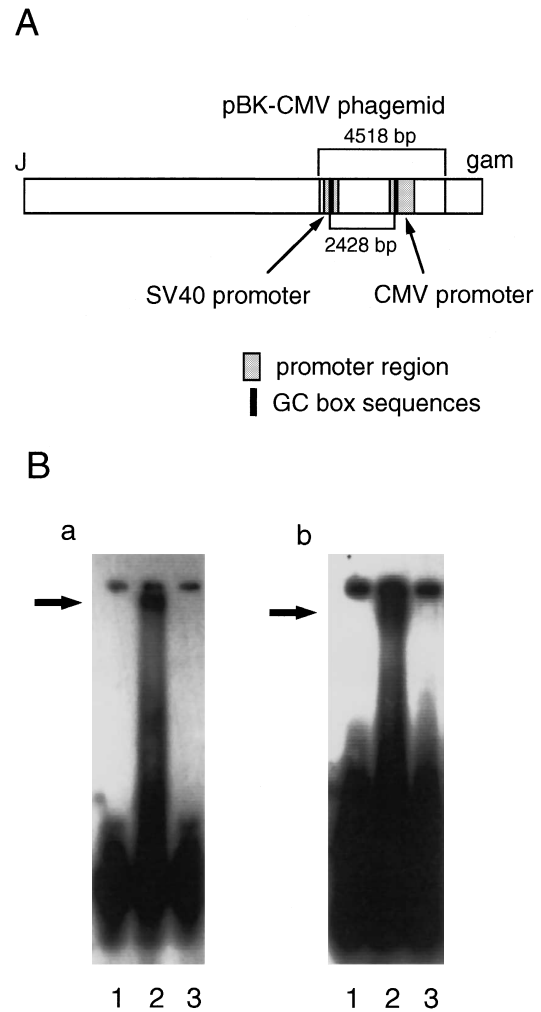 A
pBK-CMV phagemid
4518 bp
J
gam
2428 bp
SV40 promoter
CMV promoter
promoter region
GC box sequences
B
a
b
1 2 3
1 2 3